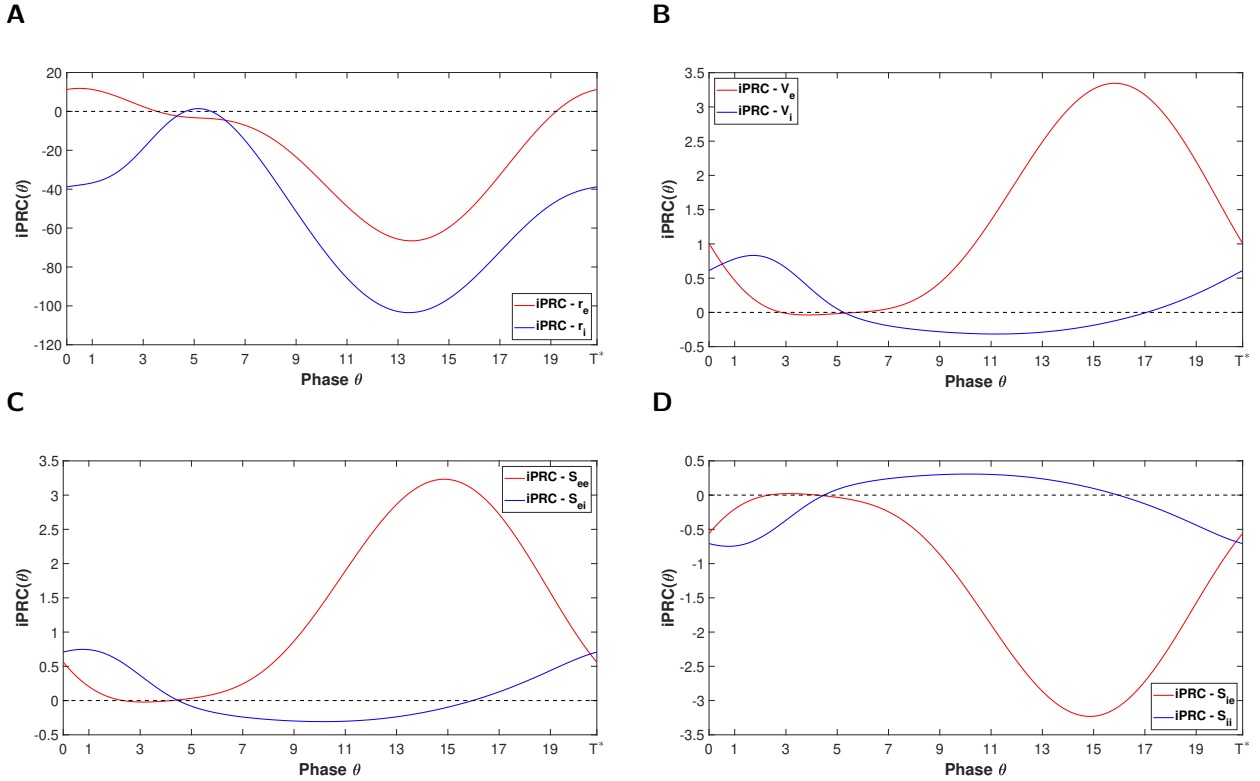 A
20
0
-20
-40
-60
-80
-100
-120
iPRC(θ)
0 1 3 5 7 9 11 13 15 17 19 T*
Phase θ
iPRC - r_e
iPRC - r_i
B
3.5
3
2.5
2
1.5
1
0.5
0
-0.5
iPRC(θ)
0 1 3 5 7 9 11 13 15 17 19 T*
Phase θ
iPRC - V_e
iPRC - V_i
C
3.5
3
2.5
2
1.5
1
0.5
0
-0.5
iPRC(θ)
0 1 3 5 7 9 11 13 15 17 19 T*
Phase θ
iPRC - S_ee
iPRC - S_ei
D
0.5
0
-0.5
-1
-1.5
-2
-2.5
-3
-3.5
iPRC(θ)
0 1 3 5 7 9 11 13 15 17 19 T*
Phase θ
iPRC - S_ie
iPRC - S_ii